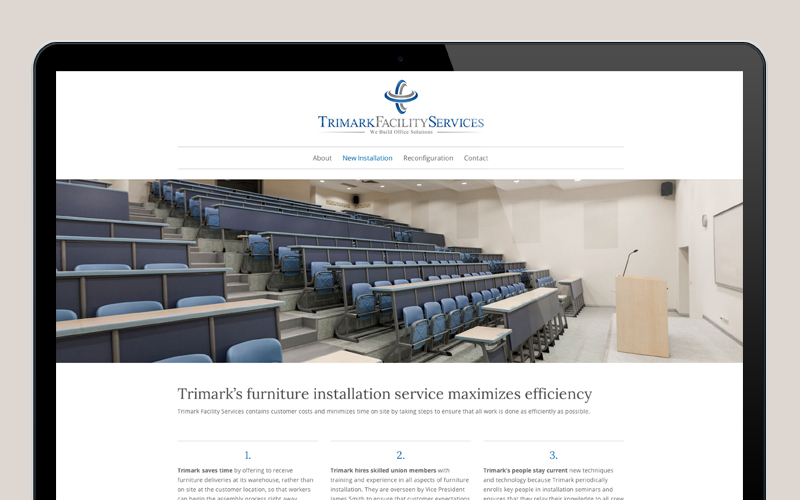 TRIMARKFACILITYSERVICES
We Build Office Solutions
About New Installation Reconfiguration Contact
Trimark's furniture installation service maximizes efficiency
Trimark Facility Services contains customer costs and minimizes time on site by taking steps to ensure that all work is done as efficiently as possible.
1.
Trimark saves time by offering to receive
furniture deliveries at its warehouse, rather than
on site at the customer location, so that workers
can begin the assembly process right away.
2.
Trimark hires skilled union members with
training and experience in all aspects of furniture
installation. They are overseen by Vice President
James Smith to ensure that customer expectations
3.
Trimark's people stay current new techniques
and technology because Trimark periodically
enrolls key people in installation seminars and
ensures that they relay their knowledge to all crew